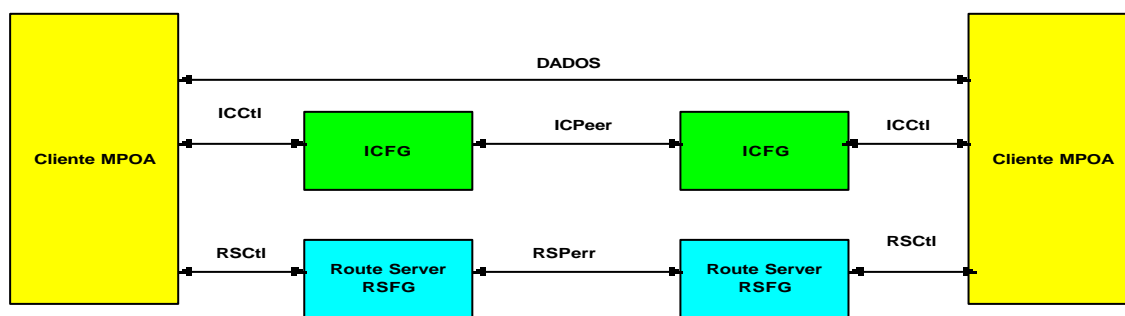 DADOS
ICCtl
ICPeer
ICCtl
Cliente MPOA
ICFG
ICFG
Cliente MPOA
RSCtl
RSPerr
RSCtl
Route Server
RSFG
Route Server
RSFG